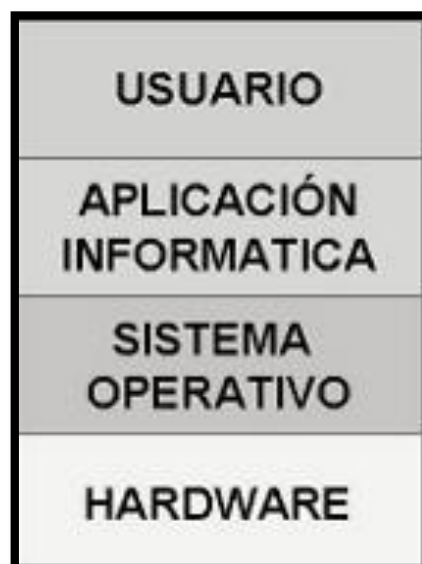 USUARIO
APLICACIÓN
INFORMATICA
SISTEMA
OPERATIVO
HARDWARE